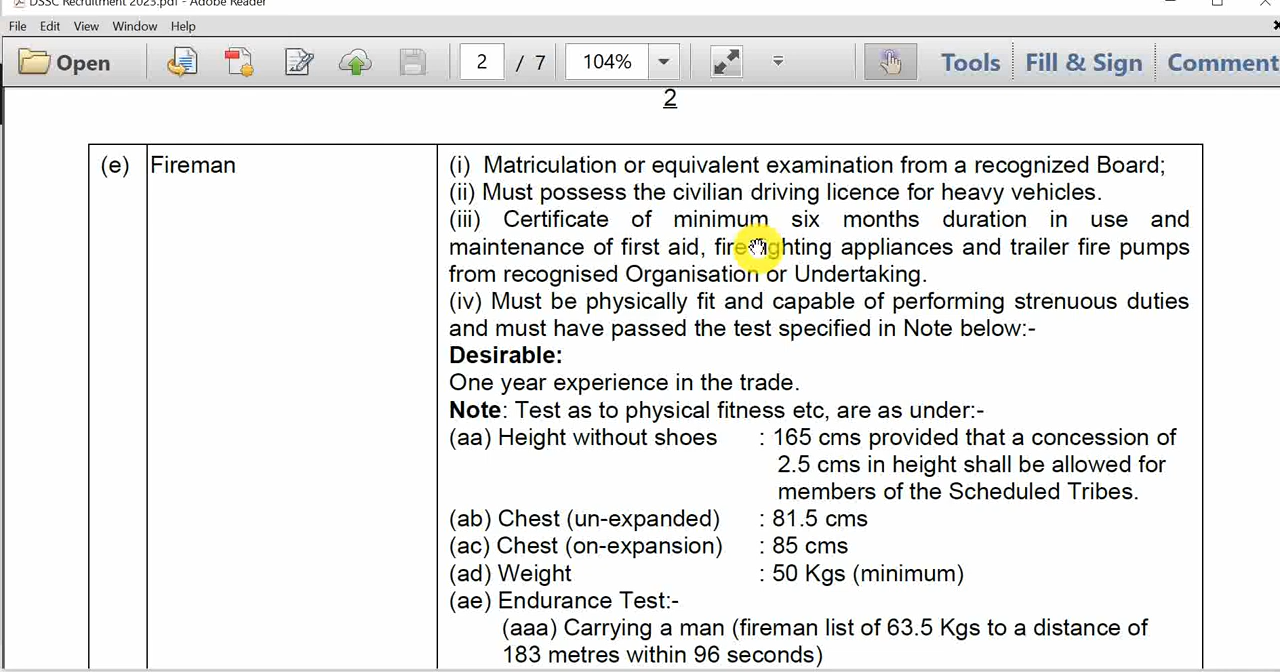 DSSC Recruitment 2023.pdf - Adobe Reader
File Edit View Window Help
Open 2 / 7 104% Tools Fill & Sign Comment
2
(e) Fireman (i) Matriculation or equivalent examination from a recognized Board;
(ii) Must possess the civilian driving licence for heavy vehicles.
(iii) Certificate of minimum six months duration in use and
maintenance of first aid, fire fighting appliances and trailer fire pumps
from recognised Organisation or Undertaking.
(iv) Must be physically fit and capable of performing strenuous duties
and must have passed the test specified in Note below:-
Desirable:
One year experience in the trade.
Note: Test as to physical fitness etc, are as under:-
(aa) Height without shoes : 165 cms provided that a concession of
2.5 cms in height shall be allowed for
members of the Scheduled Tribes.
(ab) Chest (un-expanded) : 81.5 cms
(ac) Chest (on-expansion) : 85 cms
(ad) Weight : 50 Kgs (minimum)
(ae) Endurance Test:-
(aaa) Carrying a man (fireman list of 63.5 Kgs to a distance of
183 metres within 96 seconds)